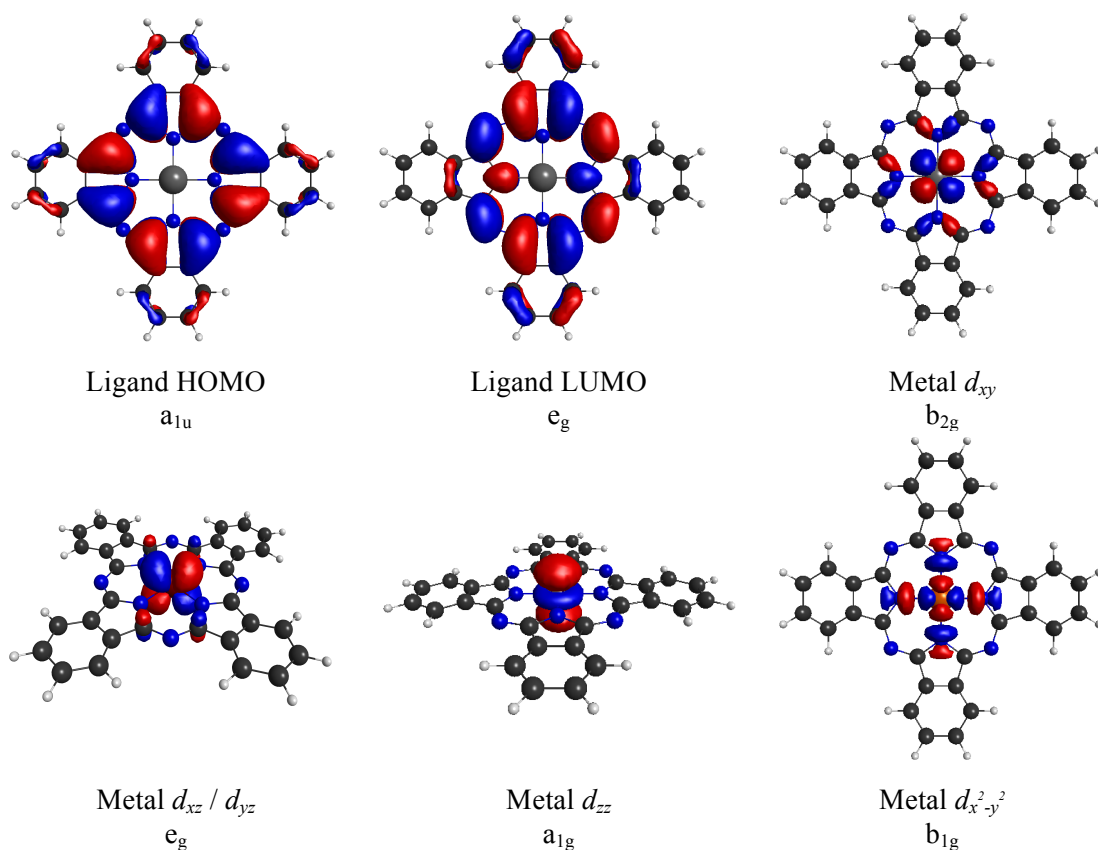 Ligand HOMO
a1u
Ligand LUMO
eg
Metal dxy
b2g
Metal dxz / dyz
eg
Metal dzz
a1g
Metal dx²-y²
b1g